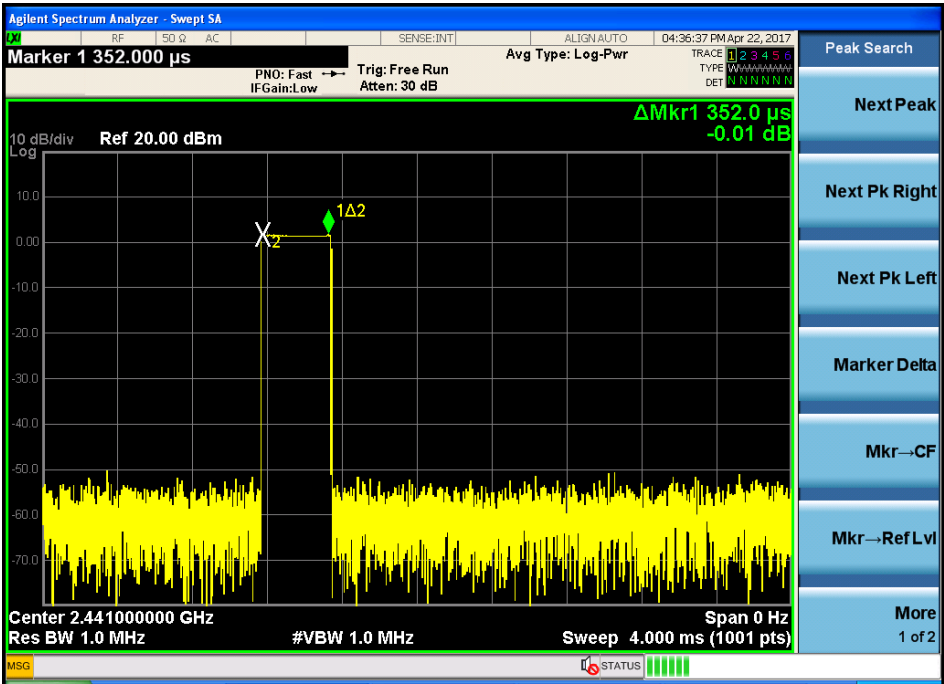 Agilent Spectrum Analyzer - Swept SA
LXI RF 50 Ω AC SENSE:INT ALIGN AUTO 04:36:37 PM Apr 22, 2017
Marker 1 352.000 μs
PNO: Fast
IFGain:Low
Trig: Free Run
Atten: 30 dB
Avg Type: Log-Pwr
TRACE 1 2 3 4 5 6
TYPE WWWWWW
DET N N N N N N
ΔMkr1 352.0 μs
-0.01 dB
10 dB/div Ref 20.00 dBm
Log
10.0
0.00
-10.0
-20.0
-30.0
-40.0
-50.0
-60.0
-70.0
1Δ2
X2
Center 2.441000000 GHz Span 0 Hz
Res BW 1.0 MHz #VBW 1.0 MHz Sweep 4.000 ms (1001 pts)
MSG STATUS
Peak Search
Next Peak
Next Pk Right
Next Pk Left
Marker Delta
Mkr→CF
Mkr→Ref Lvl
More
1 of 2